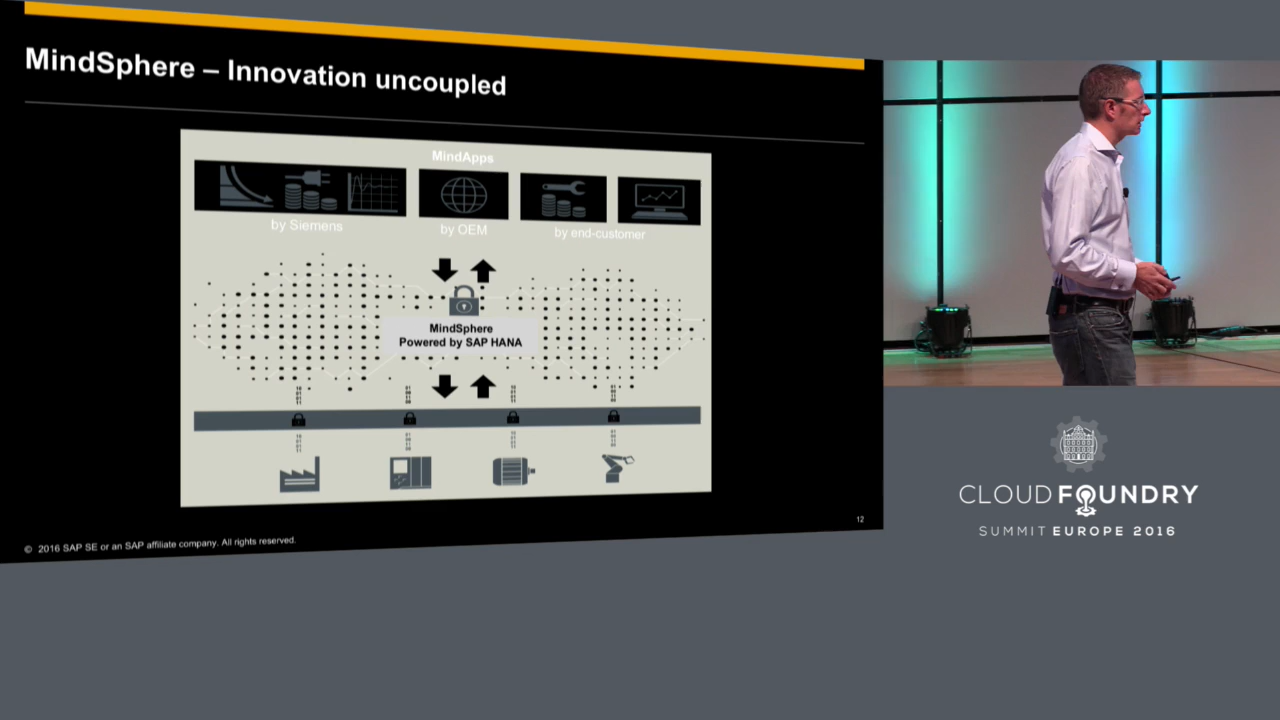 MindSphere – Innovation uncoupled
MindApps
by Siemens
by OEM
by end-customer
MindSphere
Powered by SAP HANA
12
© 2016 SAP SE or an SAP affiliate company. All rights reserved.
CLOUD FOUNDRY
SUMMIT EUROPE 2016